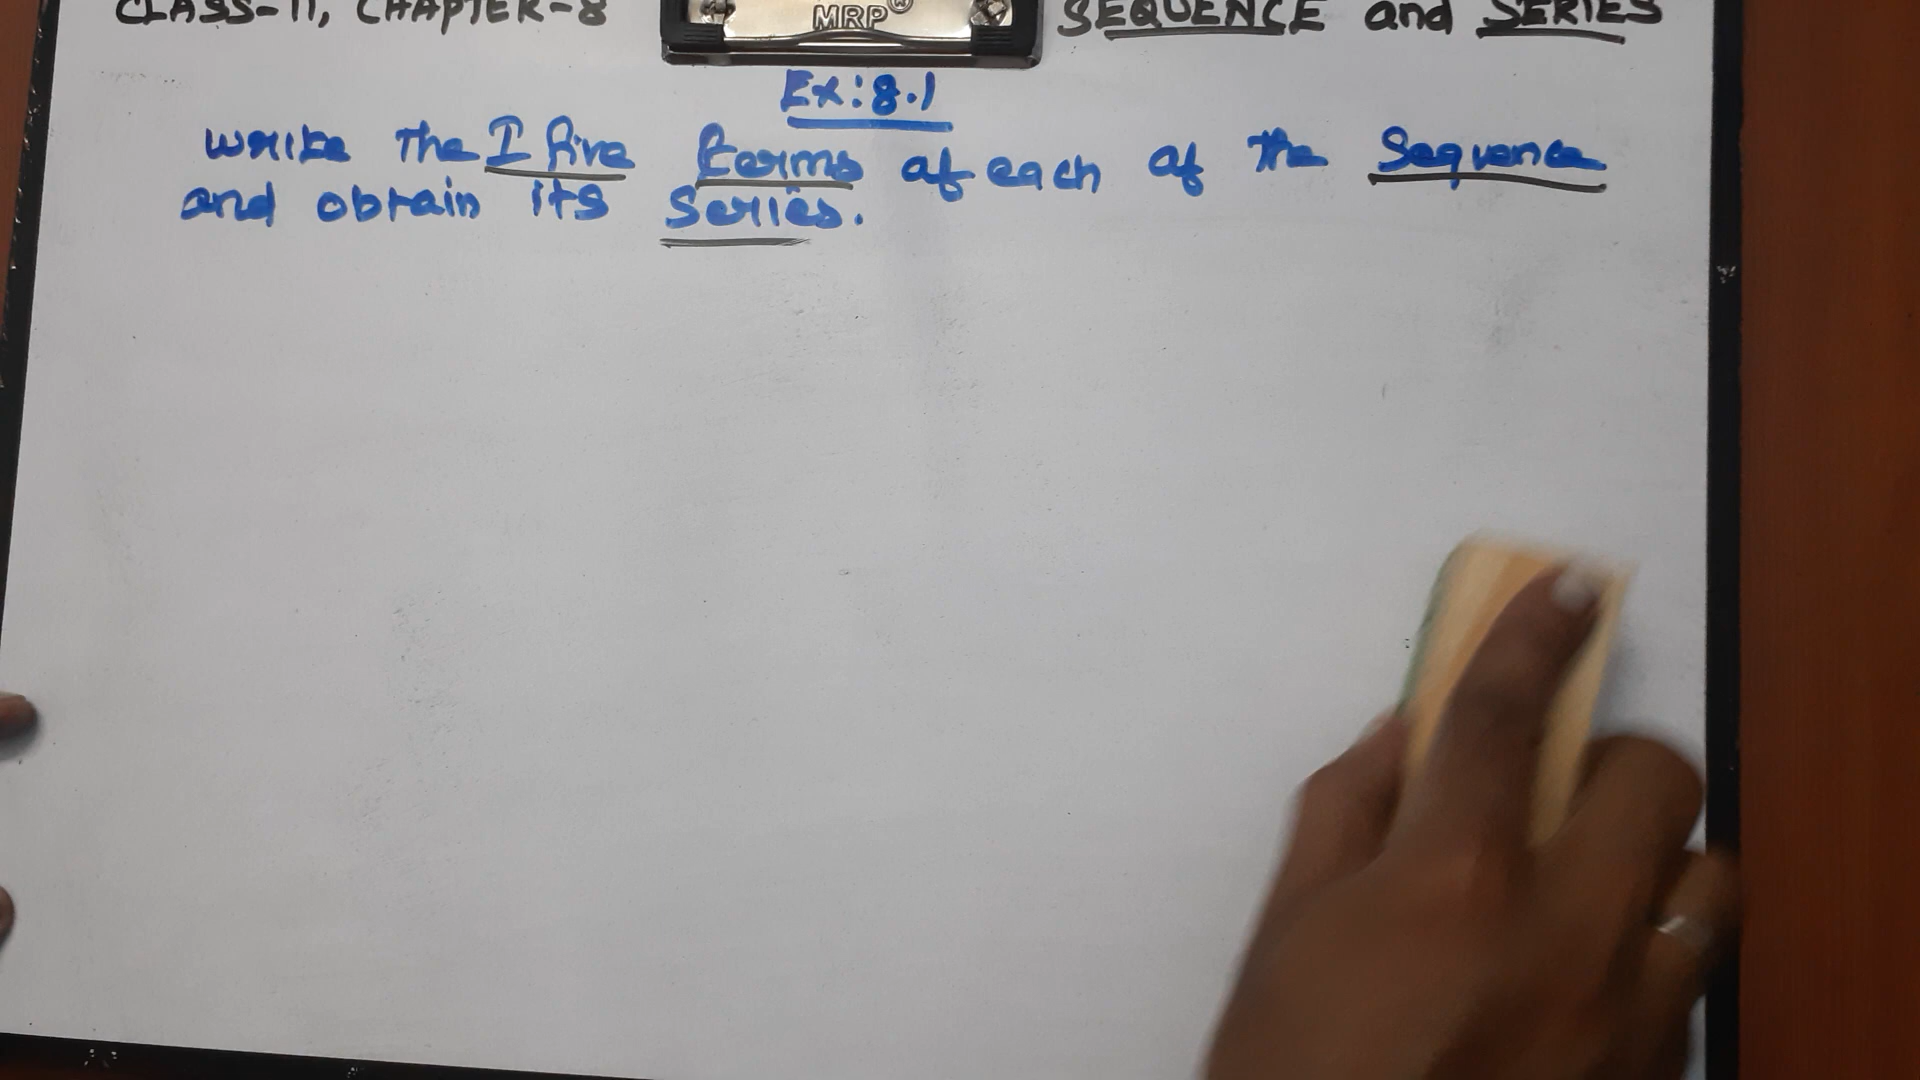 CLASS-11, CHAPTER-8
MRP
SEQUENCE and SERIES
Ex:8.1
write the I five terms of each of the Sequence
and obtain its series.